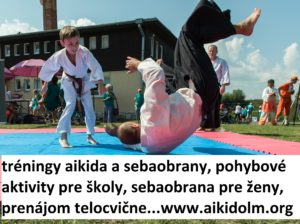 tréningy aikida a sebaobrany, pohybové
aktivity pre školy, sebaobrana pre ženy,
prenájom telocvične...www.aikidolm.org